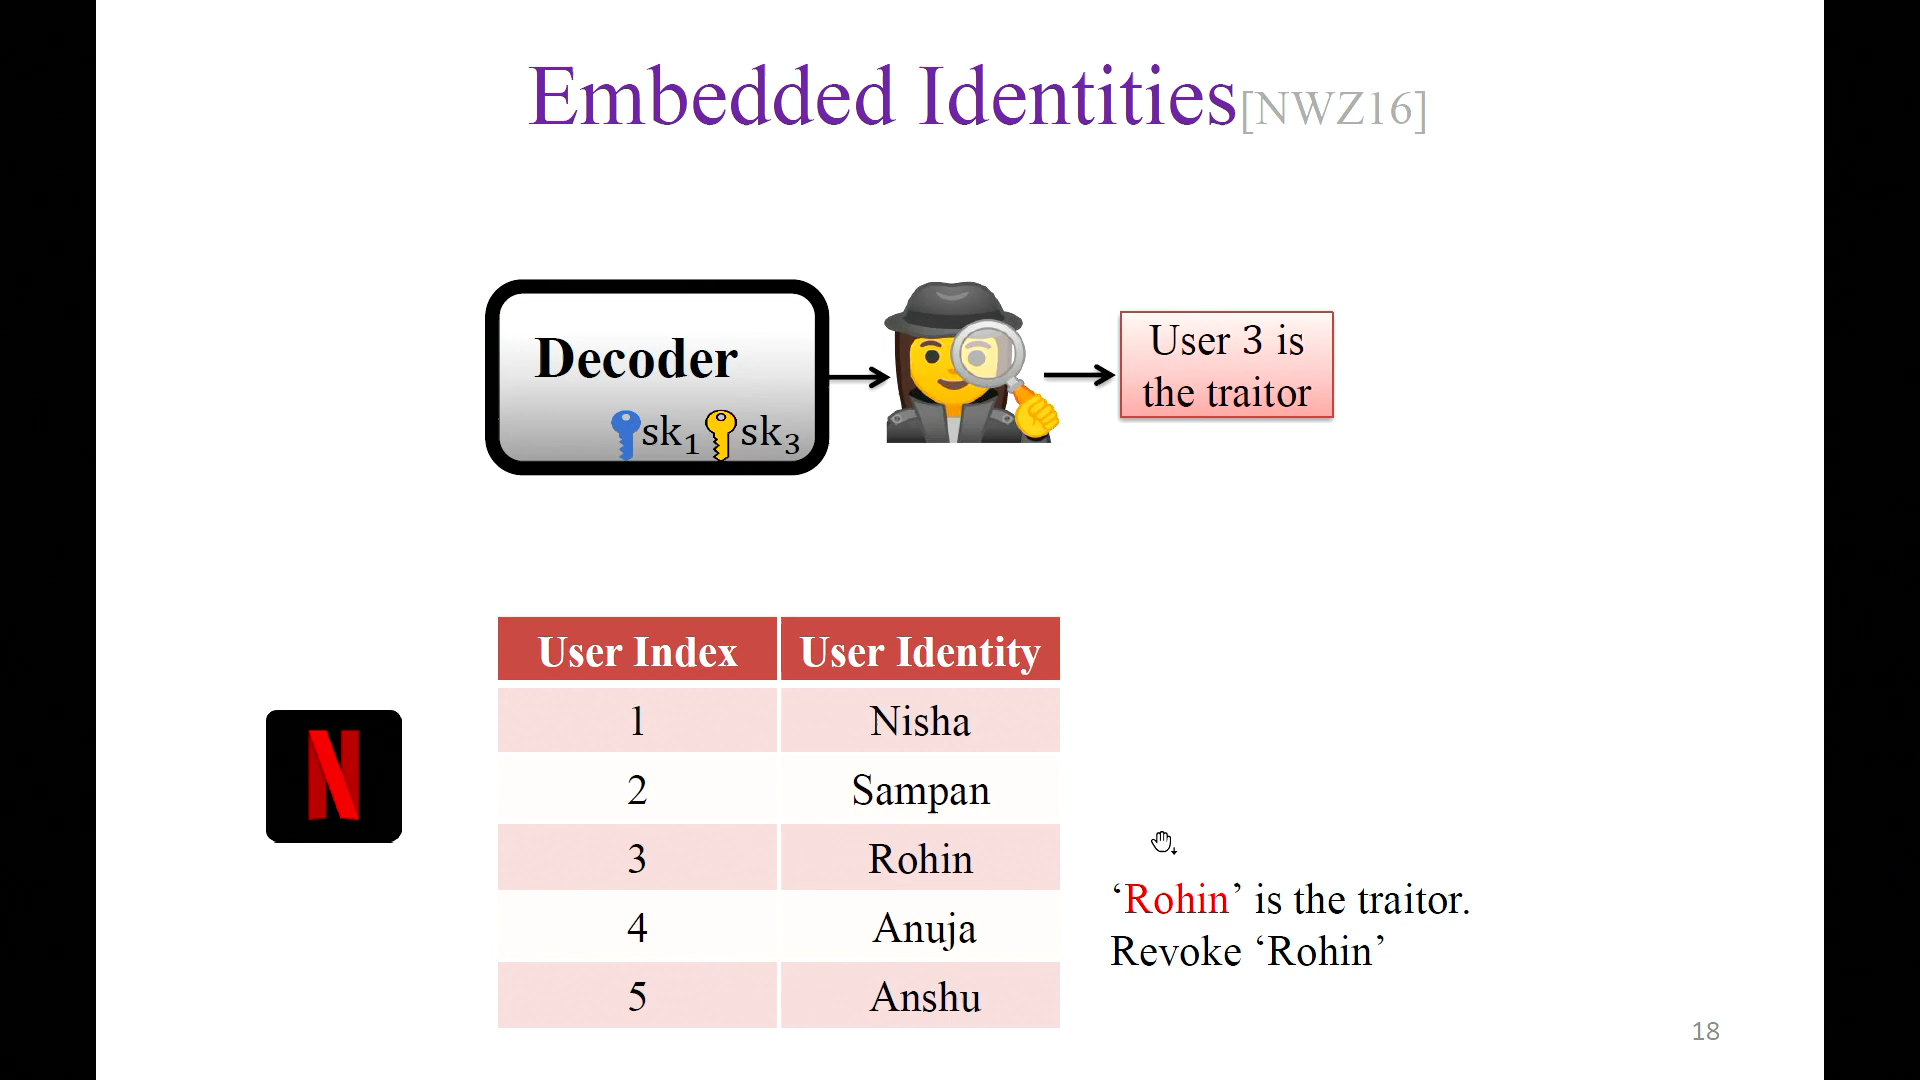 Embedded Identities[NWZ16]
Decoder
sk₁ sk₃
User 3 is
the traitor
User Index User Identity
1 Nisha
2 Sampan
3 Rohin
4 Anuja
5 Anshu
N
‘Rohin’ is the traitor.
Revoke ‘Rohin’
18